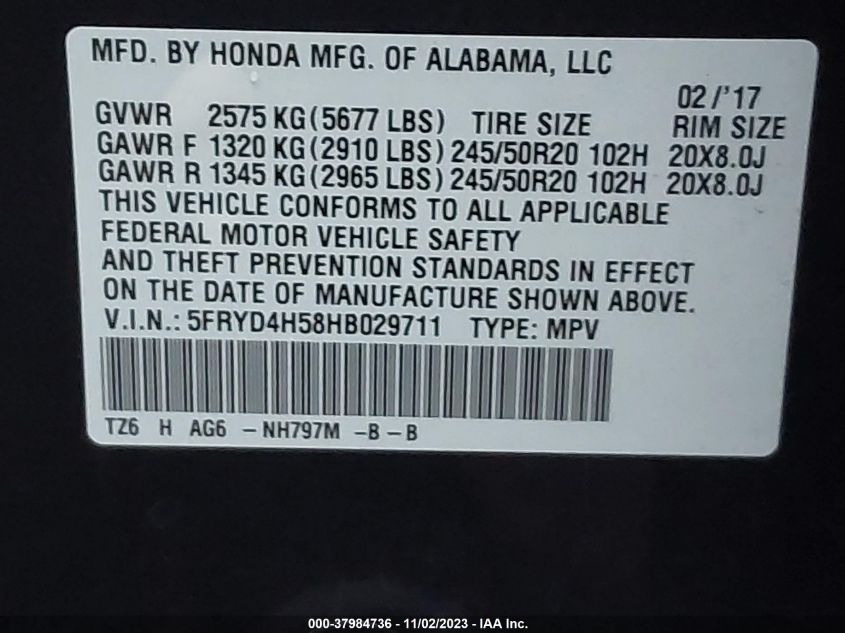 MFD. BY HONDA MFG. OF ALABAMA, LLC
02/'17
GVWR 2575 KG (5677 LBS) TIRE SIZE RIM SIZE
GAWR F 1320 KG (2910 LBS) 245/50R20 102H 20X8.0J
GAWR R 1345 KG (2965 LBS) 245/50R20 102H 20X8.0J
THIS VEHICLE CONFORMS TO ALL APPLICABLE
FEDERAL MOTOR VEHICLE SAFETY
AND THEFT PREVENTION STANDARDS IN EFFECT
ON THE DATE OF MANUFACTURE SHOWN ABOVE.
V.I.N.: 5FRYD4H58HB029711 TYPE: MPV
TZ6 H AG6 - NH797M - B - B
000-37984736 - 11/02/2023 - IAA Inc.